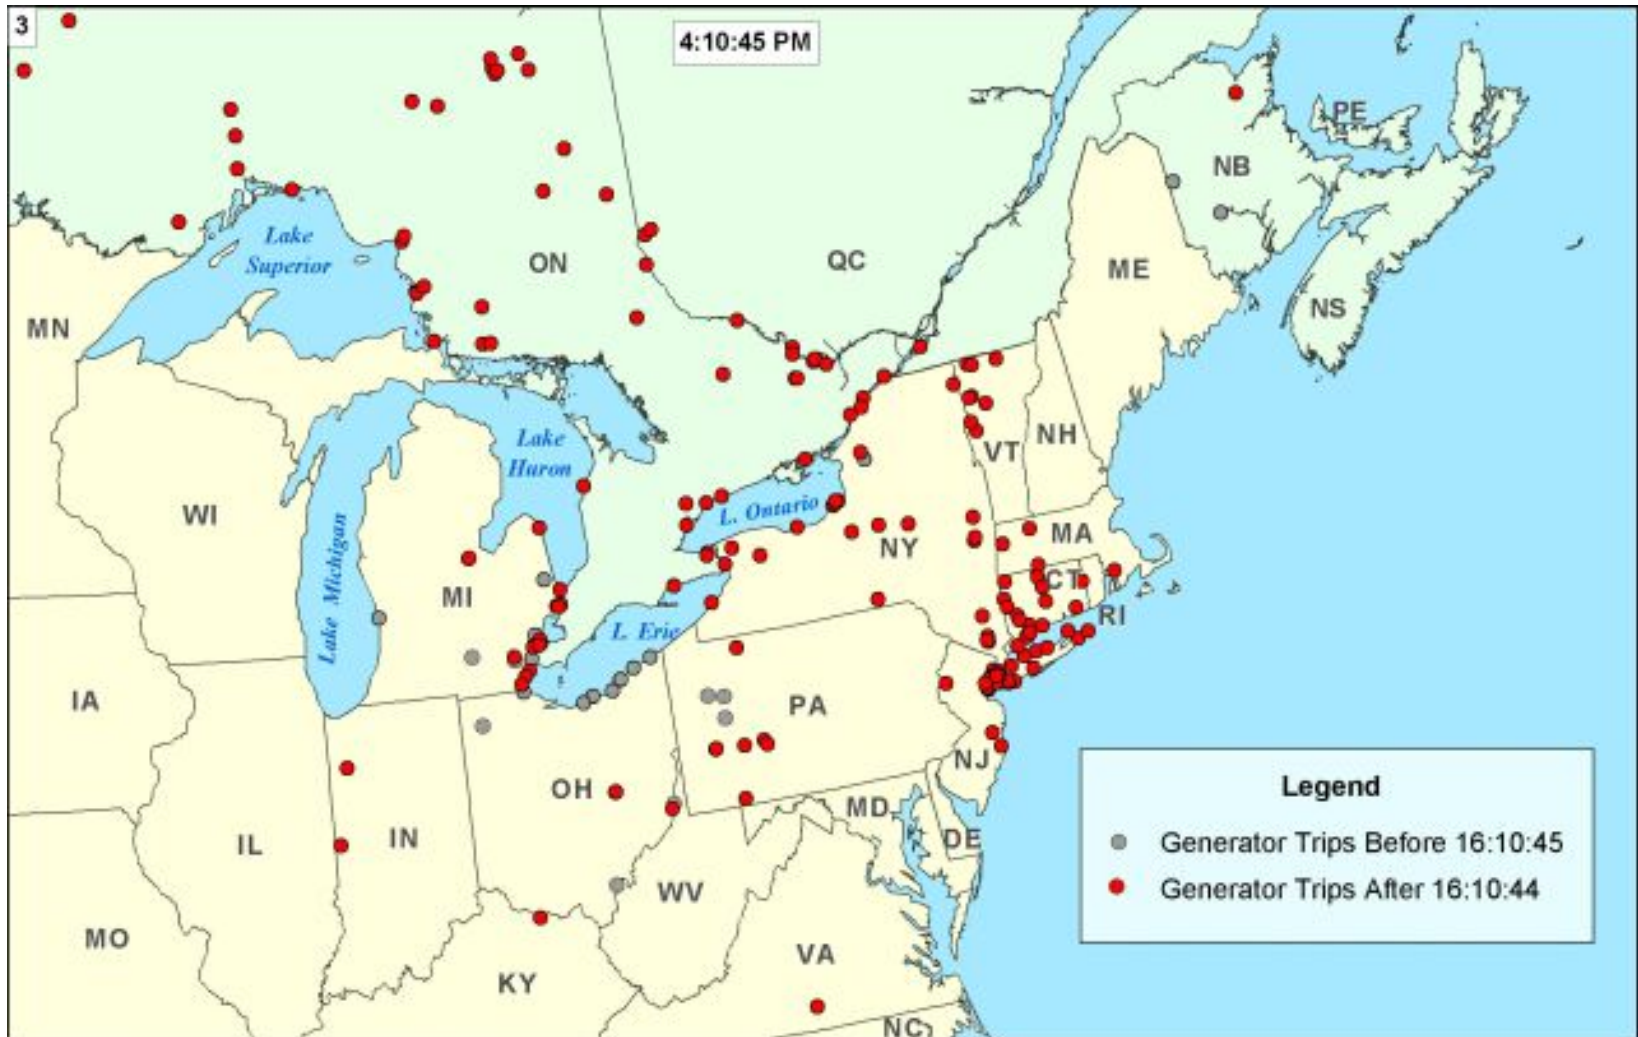 3
4:10:45 PM
PE
NB
Lake
Superior
ON
QC
ME
NS
MN
Lake
Huron
VT
NH
WI
L. Ontario
NY
MA
Lake Michigan
MI
CT
RI
L. Erie
IA
PA
NJ
OH
MD
DE
IL
IN
WV
MO
VA
KY
NC
Legend
Generator Trips Before 16:10:45
Generator Trips After 16:10:44